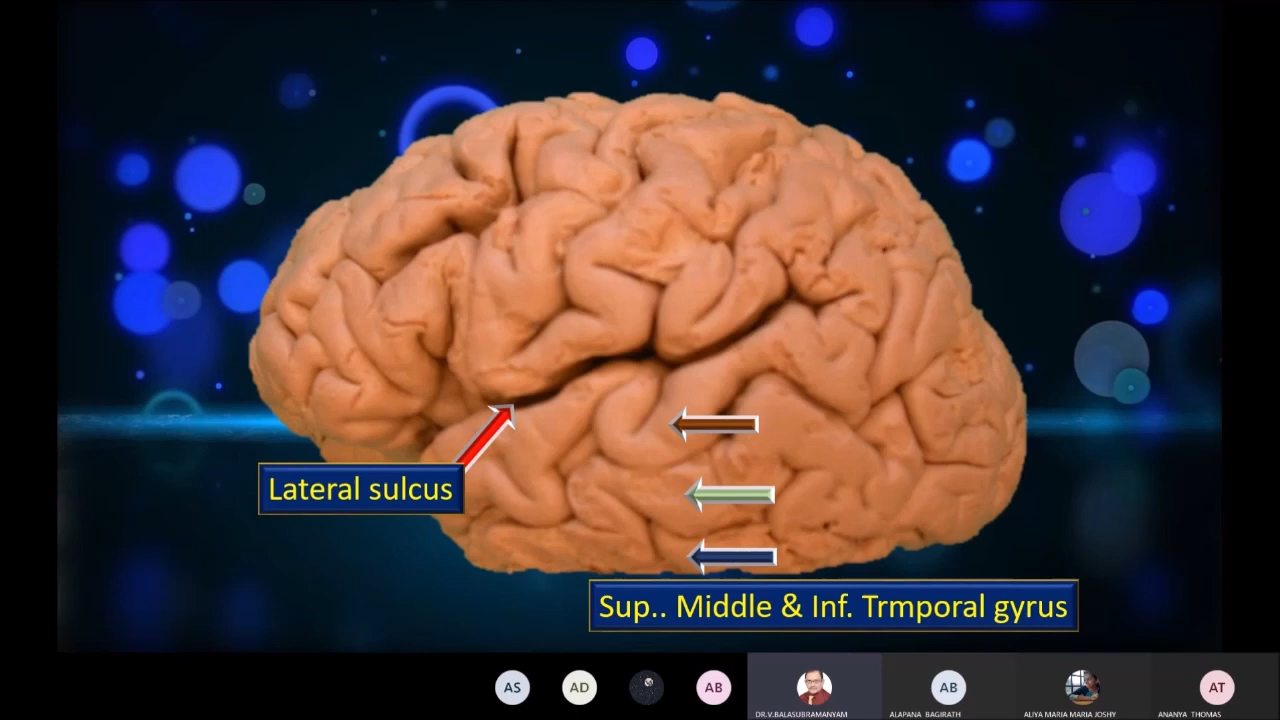 Lateral sulcus
Sup.. Middle & Inf. Trmporal gyrus
AS AD AB AB AT
DR.V.BALASUBRAMANYAM ALAPANA BAGIRATH ALIYA MARIA MARIA JOSHY ANANYA THOMAS